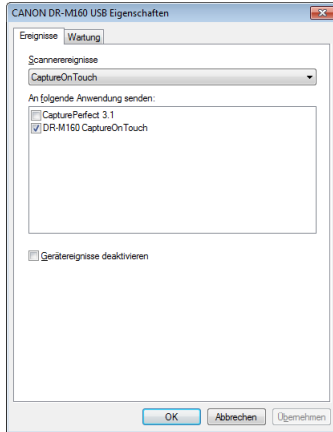 CANON DR-M160 USB Eigenschaften
Ereignisse Wartung
Scannerereignisse
CaptureOnTouch
An folgende Anwendung senden:
CapturePerfect 3.1
DR-M160 CaptureOnTouch
Gerätereignisse deaktivieren
OK Abbrechen Übernehmen